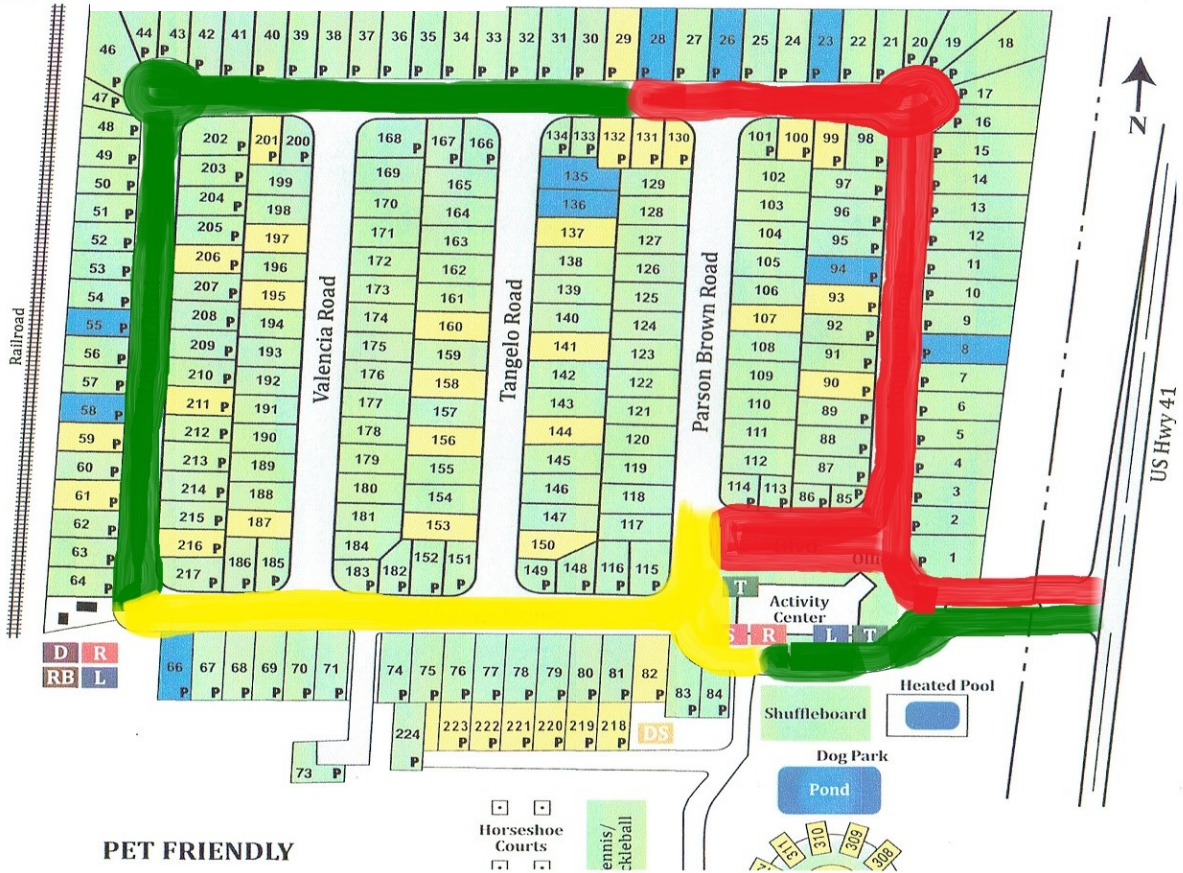 46 44 43 42 41 40 39 38 37 36 35 34 33 32 31 30 29 28 27 26 25 24 23 22 21 20 19 18
P P P P P P P P P P P P P P P P P P P P P P P P P P
47 P
17
16
48 P
49 P
50 P
51 P
52 P
53 P
54 P
55 P
56 P
57 P
58 P
59 P
60 P
61 P
62 P
63 P
64 P
Railroad
202 P 201 P 200 P
203 P
204 P
205 P
206 P
207 P
208 P
209 P
210 P
211 P
212 P
213 P
214 P
215 P
216 P
217 P
199
198
197
196
195
194
193
192
191
190
189
188
187
186 P 185 P
Valencia Road
168 P 167 P 166 P
169
170
171
172
173
174
175
176
177
178
179
180
181
184
183 P 182 P
165
164
163
162
161
160
159
158
157
156
155
154
153
152 P 151 P
Tangelo Road
134 P 133 P 132 P 131 P 130 P
135
136
137
138
139
140
141
142
143
144
145
146
147
150
149 P 148 P
129
128
127
126
125
124
123
122
121
120
119
118
117
116 P 115 P
Parson Brown Road
101 P 100 P 99 P 98 P
102
103
104
105
106
107
108
109
110
111
112
114 P 113 P
97 P
96 P
95 P
94 P
93 P
92 P
91 P
90 P
89 P
88 P
87 P
86 P 85 P
15
14
13
12
11
10
9
8
7
6
5
4
3
2
1
N
US Hwy 41
T
Activity
Center
S R L T
D R
RB L
66 P 67 P 68 P 69 P 70 P 71 P
74 P 75 P 76 P 77 P 78 P 79 P 80 P 81 P 82 P 83 P 84 P
224 P 223 P 222 P 221 P 220 P 219 P 218 P
DS
73 P
Shuffleboard
Heated Pool
Dog Park
Pond
Horseshoe
Courts
ennis/
ckleball
311 310 309 308
PET FRIENDLY